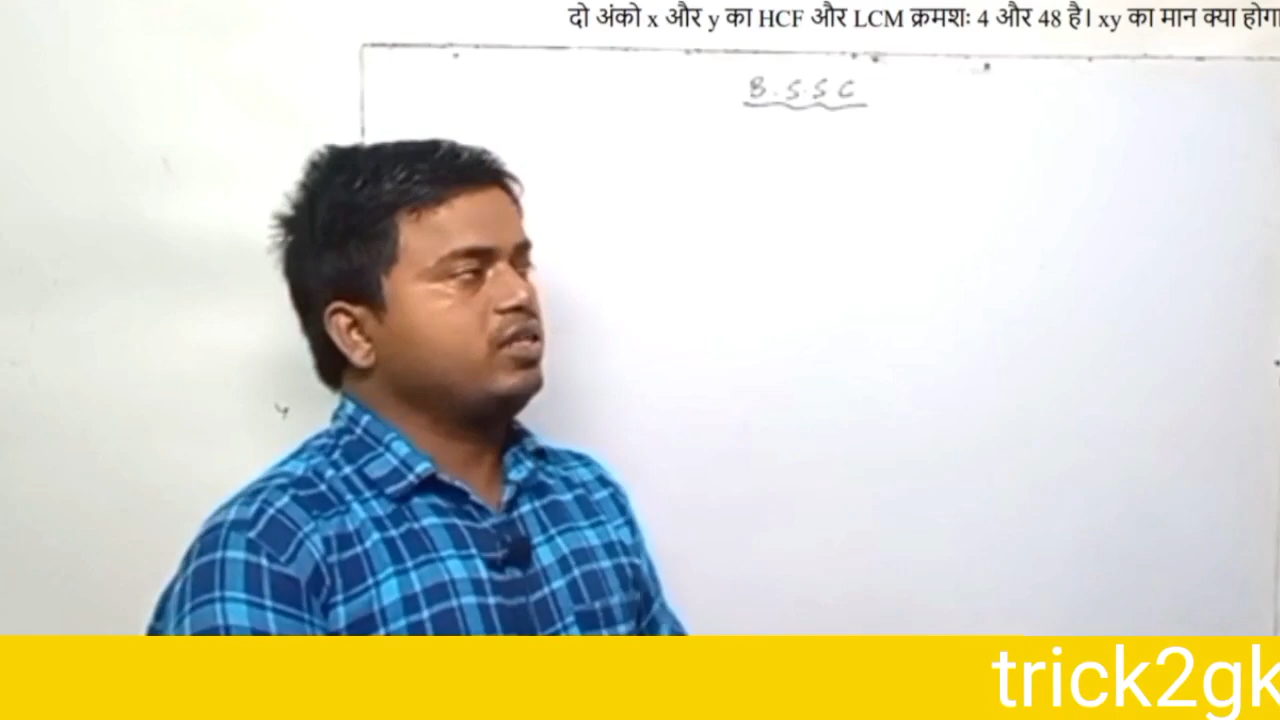 दो अंको x और y का HCF और LCM क्रमशः 4 और 48 है। xy का मान क्या होगा
B.S.S.C
trick2gk